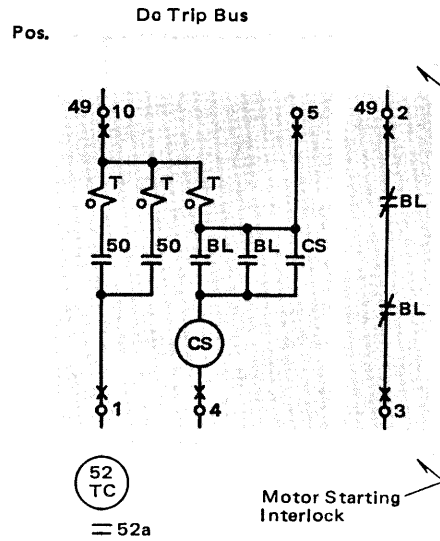 Dc Trip Bus
Pos.
49 10
5
49 2
T T T
BL
50 50 BL BL CS
BL
CS
1
4
3
52
TC
52a
Motor Starting
Interlock